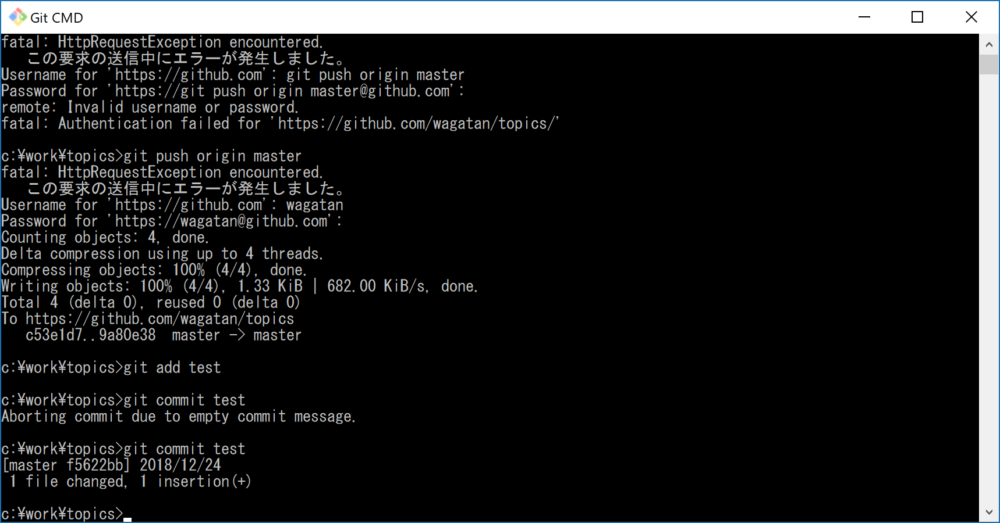 Git CMD
fatal: HttpRequestException encountered.
この要求の送信中にエラーが発生しました。
Username for 'https://github.com': git push origin master
Password for 'https://git push origin master@github.com':
remote: Invalid username or password.
fatal: Authentication failed for 'https://github.com/wagatan/topics/'
c:¥work¥topics>git push origin master
fatal: HttpRequestException encountered.
この要求の送信中にエラーが発生しました。
Username for 'https://github.com': wagatan
Password for 'https://wagatan@github.com':
Counting objects: 4, done.
Delta compression using up to 4 threads.
Compressing objects: 100% (4/4), done.
Writing objects: 100% (4/4), 1.33 KiB | 682.00 KiB/s, done.
Total 4 (delta 0), reused 0 (delta 0)
To https://github.com/wagatan/topics
c53e1d7..9a80e38  master -> master
c:¥work¥topics>git add test
c:¥work¥topics>git commit test
Aborting commit due to empty commit message.
c:¥work¥topics>git commit test
[master f5622bb] 2018/12/24
1 file changed, 1 insertion(+)
c:¥work¥topics>